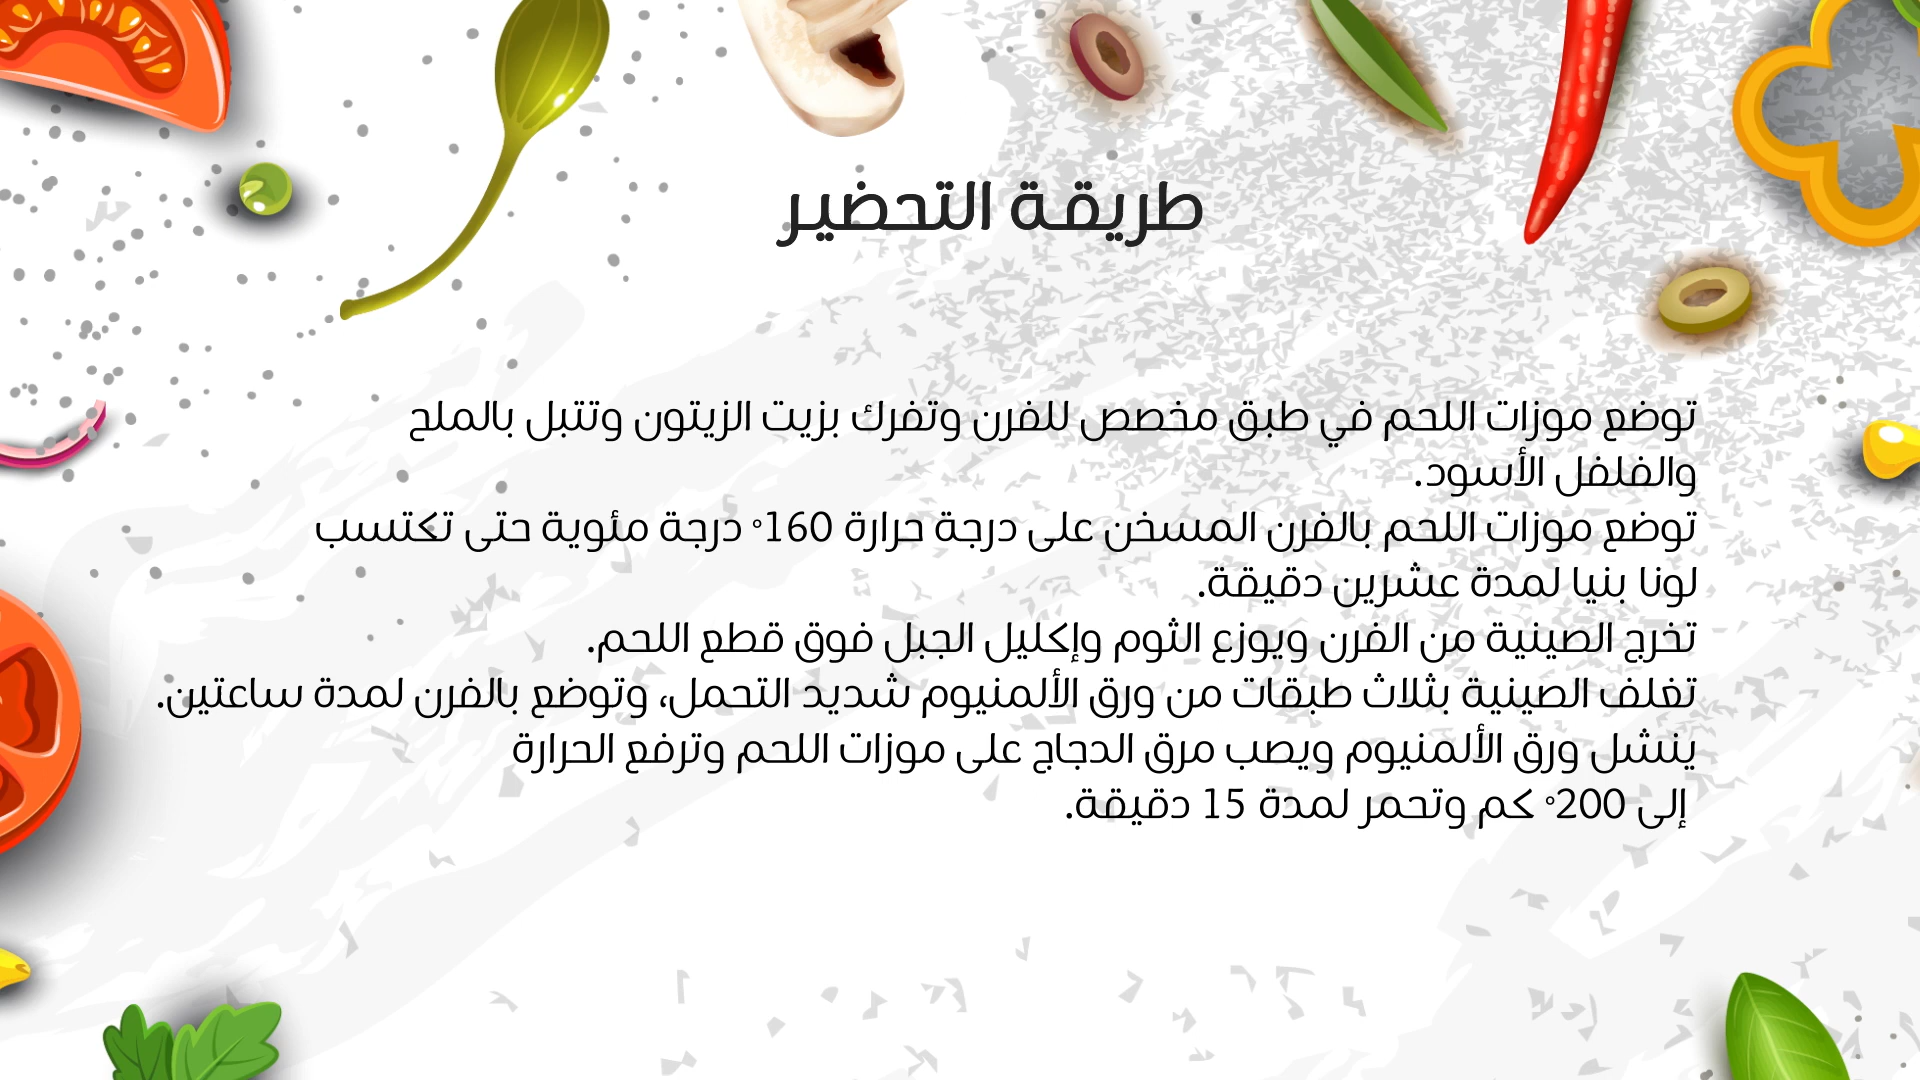 طريقة التحضير
توضع موزات اللحم في طبق مخصص للفرن وتفرك بزيت الزيتون وتتبل بالملح
والفلفل الأسود.
توضع موزات اللحم بالفرن المسخن على درجة حرارة 160° درجة مئوية حتى تكتسب
لونا بنيا لمدة عشرين دقيقة.
تخرج الصينية من الفرن ويوزع الثوم وإكليل الجبل فوق قطع اللحم.
تغلف الصينية بثلاث طبقات من ورق الألمنيوم شديد التحمل، وتوضع بالفرن لمدة ساعتين.
ينشل ورق الألمنيوم ويصب مرق الدجاج على موزات اللحم وترفع الحرارة
إلى 200° كم وتحمر لمدة 15 دقيقة.